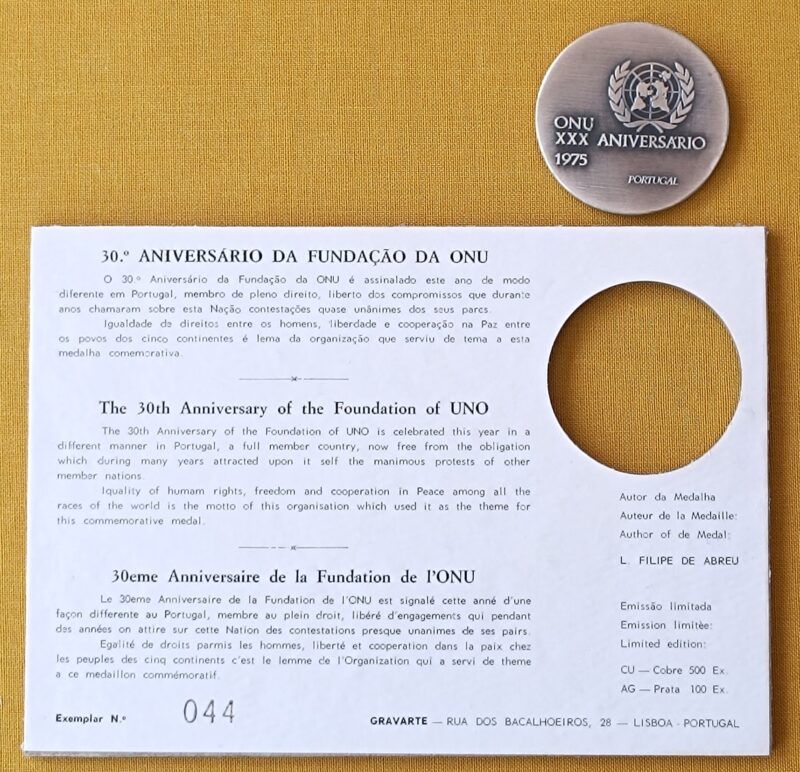 ONU
XXX ANIVERSÁRIO
1975
PORTUGAL
30.º ANIVERSÁRIO DA FUNDAÇÃO DA ONU
O 30.º Aniversário da Fundação da ONU é assinalado este ano de modo
diferente em Portugal, membro de pleno direito, liberto dos compromissos que durante
anos chamaram sobre esta Nação contestações quase unânimes dos seus pares.
Igualdade de direitos entre os homens, liberdade e cooperação na Paz entre
os povos dos cinco continentes é lema da organização que serviu de tema a esta
medalha comemorativa.
The 30th Anniversary of the Foundation of UNO
The 30th Anniversary of the Foundation of UNO is celebrated this year in a
different manner in Portugal, a full member country, now free from the obligation
which during many years attracted upon it self the manimous protests of other
member nations.
Iquality of humam rights, freedom and cooperation in Peace among all the
races of the world is the motto of this organisation which used it as the theme for
this commemorative medal.
30eme Anniversaire de la Fundation de l'ONU
Le 30eme Anniversaire de la Fundation de l'ONU est signalé cette anné d'une
façon differente au Portugal, membre au plein droit, libéré d'engagements qui pendant
des années on attire sur cette Nation des contestations presque unanimes de ses pairs.
Egalité de droits parmis les hommes, liberté et cooperation dans la paix chez
les peuples des cinq continents c'est le lemme de l'Organization qui a servi de theme
a ce medaillon commématif.
Exemplar N.º 044
Autor da Medalha
Auteur de la Medaille:
Author of de Medal:
L. FILIPE DE ABREU
Emissão limitada
Emission limitèe:
Limited edition:
CU — Cobre 500 Ex.
AG — Prata 100 Ex.
GRAVARTE — RUA DOS BACALHOEIROS, 28 — LISBOA - PORTUGAL